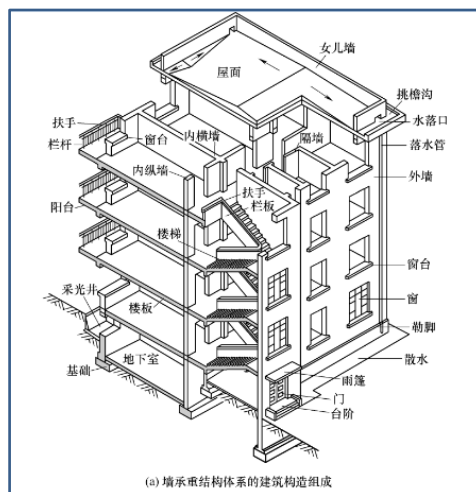 女儿墙
屋面
挑檐沟
扶手
水落口
内横墙
隔墙
栏杆
窗台
落水管
内纵墙
外墙
扶手
栏板
阳台
楼梯
窗台
采光井
窗
楼板
勒脚
地下室
散水
基础
雨篷
门
台阶
(a) 墙承重结构体系的建筑构造组成